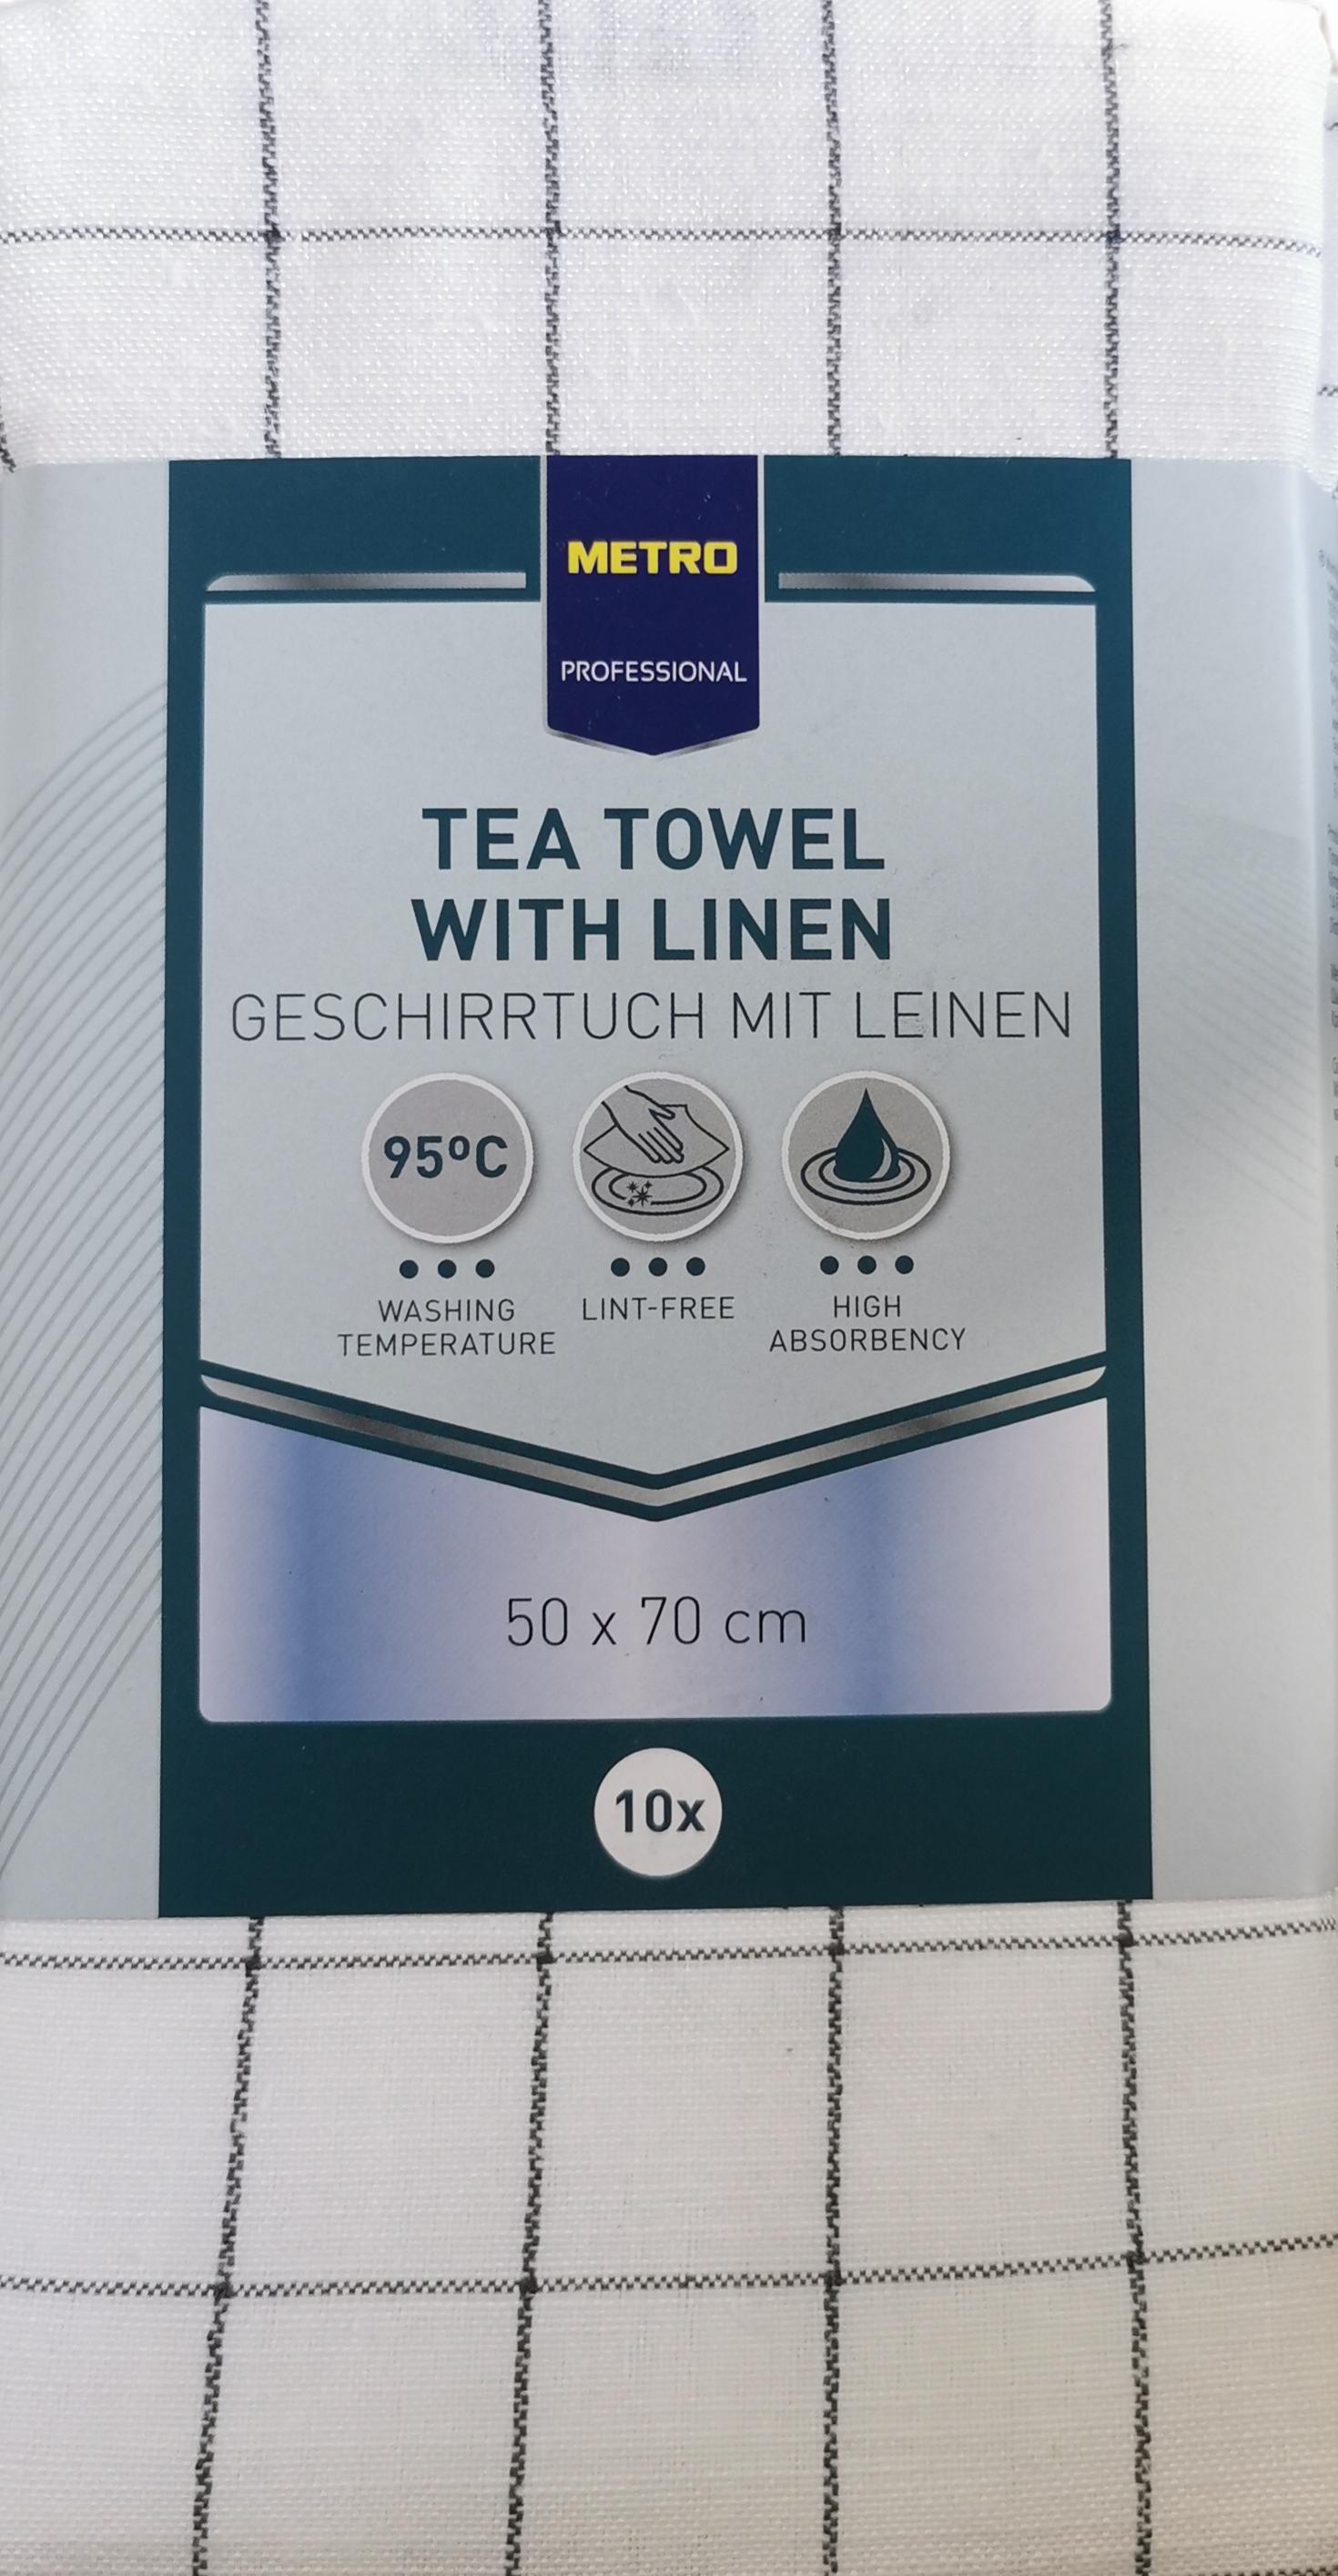 METRO
PROFESSIONAL
TEA TOWEL
WITH LINEN
GESCHIRRTUCH MIT LEINEN
95ºC
WASHING
TEMPERATURE
LINT-FREE
HIGH
ABSORBENCY
50 x 70 cm
10x